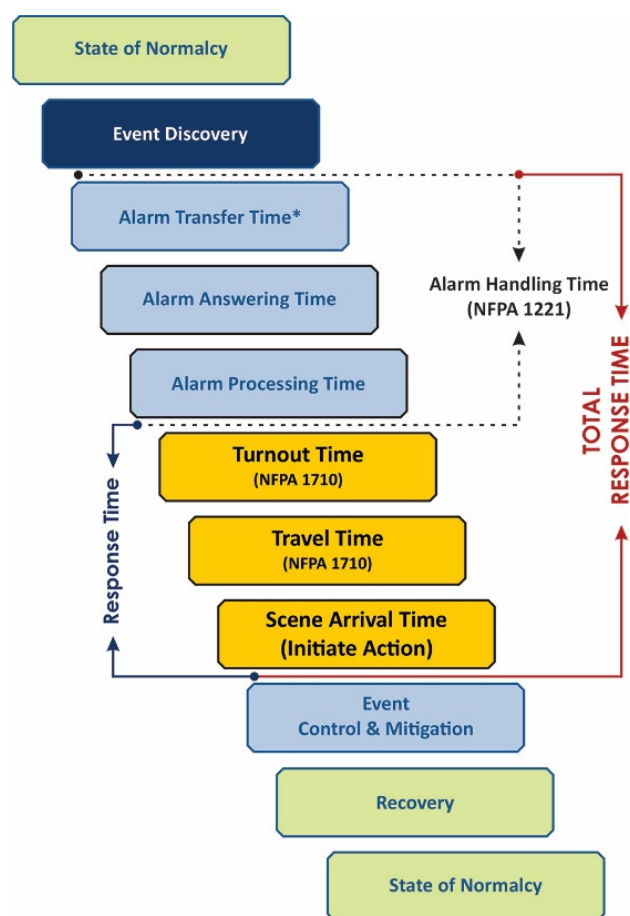 State of Normalcy
Event Discovery
Alarm Transfer Time*
Alarm Answering Time
Alarm Handling Time
(NFPA 1221)
Alarm Processing Time
TOTAL
RESPONSE TIME
Response Time
Turnout Time
(NFPA 1710)
Travel Time
(NFPA 1710)
Scene Arrival Time
(Initiate Action)
Event
Control & Mitigation
Recovery
State of Normalcy